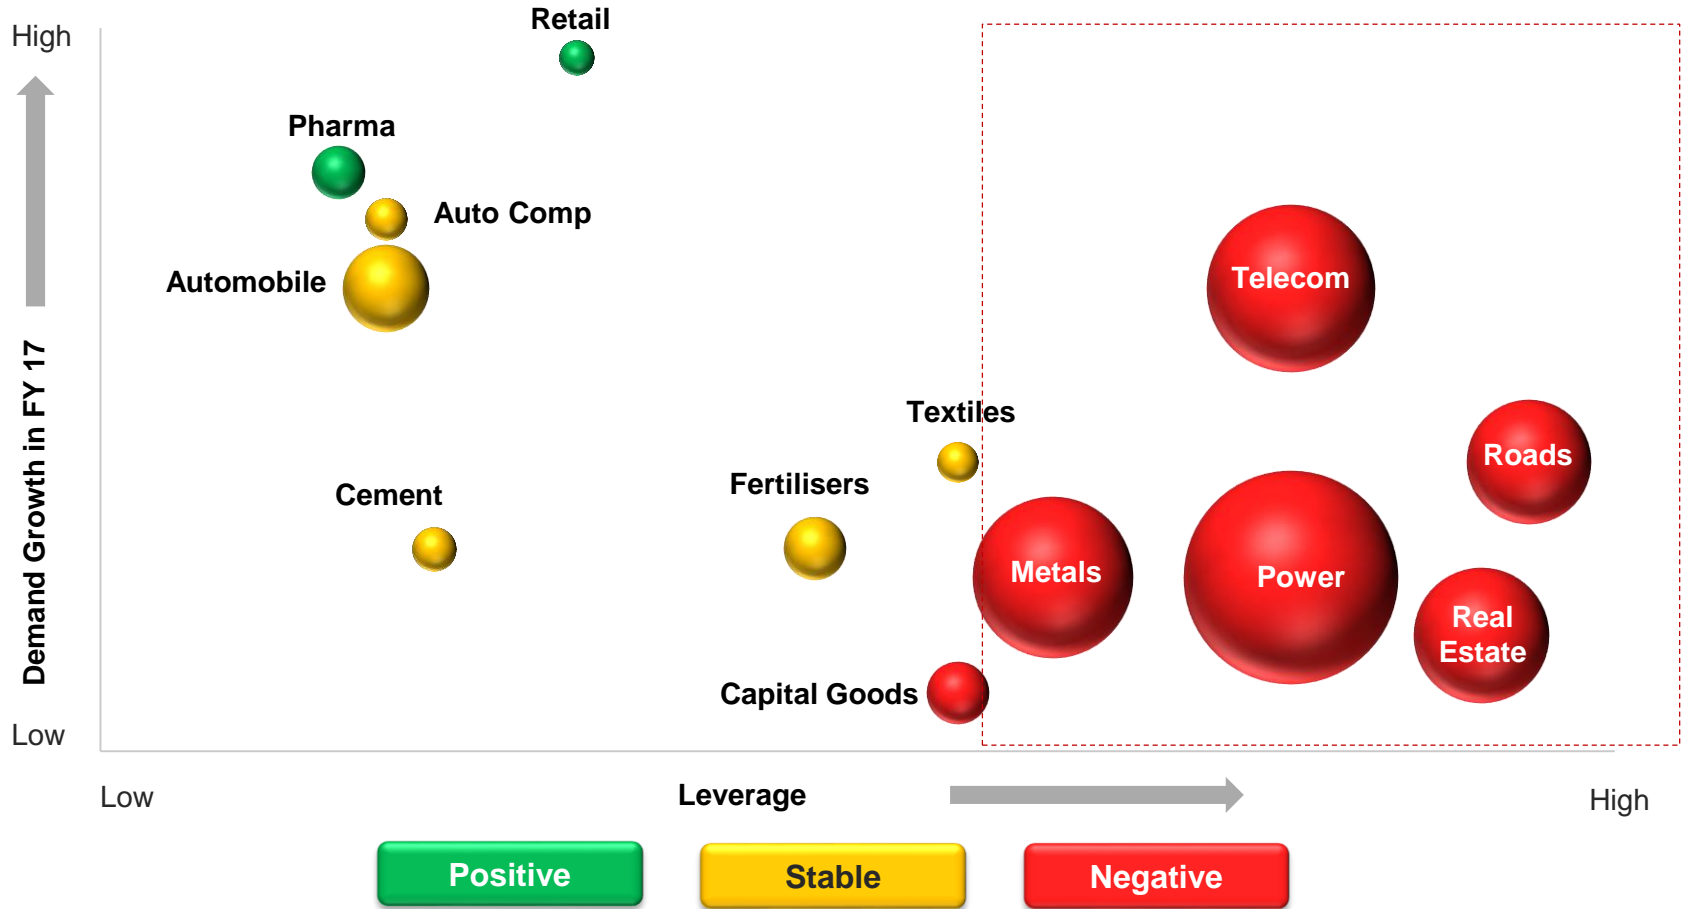 Retail
High
Pharma
Auto Comp
Automobile
Telecom
Demand Growth in FY 17
Textiles
Roads
Fertilisers
Cement
Metals
Power
Real
Estate
Capital Goods
Low
Low
Leverage
High
Positive
Stable
Negative